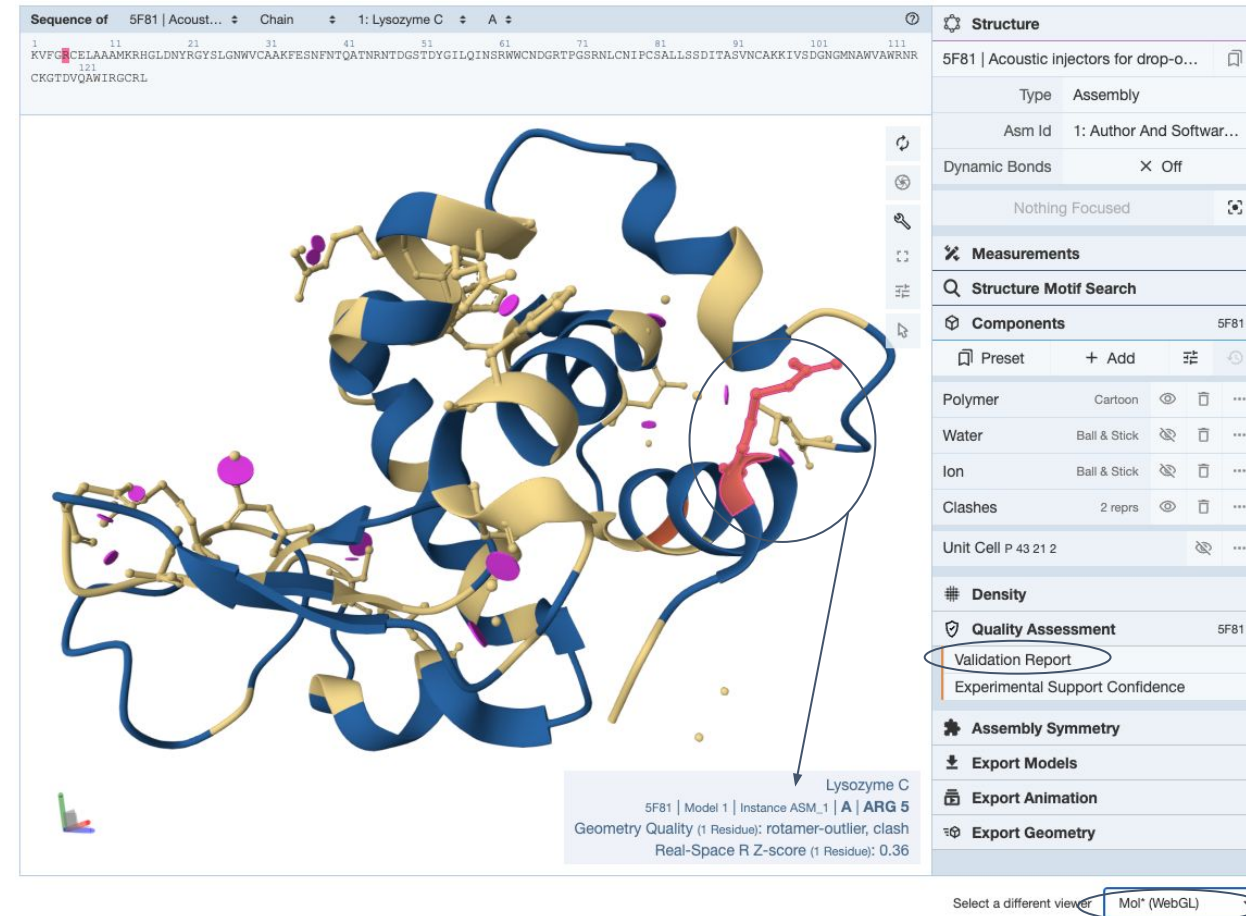 Sequence of 5F81 | Acoust... Chain 1: Lysozyme C A
1 11 21 31 41 51 61 71 81 91 101 111
KVFGRCELAAAMKRHGLDNYRGYSLGNWVCAAKFESNFNTQATNRNTDGSTDYGILQINSRWWCNDGRTPGSRNLCNIPCSALLSSDITASVNCAKKIVSDGNGMNAWVAWRNR
121
CKGTDVQAWIRGCRL
Lysozyme C
5F81 | Model 1 | Instance ASM_1 | A | ARG 5
Geometry Quality (1 Residue): rotamer-outlier, clash
Real-Space R Z-score (1 Residue): 0.36
Structure
5F81 | Acoustic injectors for drop-o...
Type Assembly
Asm Id 1: Author And Softwar...
Dynamic Bonds × Off
Nothing Focused
Measurements
Structure Motif Search
Components 5F81
Preset + Add
Polymer Cartoon
Water Ball & Stick
Ion Ball & Stick
Clashes 2 reprs
Unit Cell P 43 21 2
Density
Quality Assessment 5F81
Validation Report
Experimental Support Confidence
Assembly Symmetry
Export Models
Export Animation
Export Geometry
Select a different viewer Mol* (WebGL)